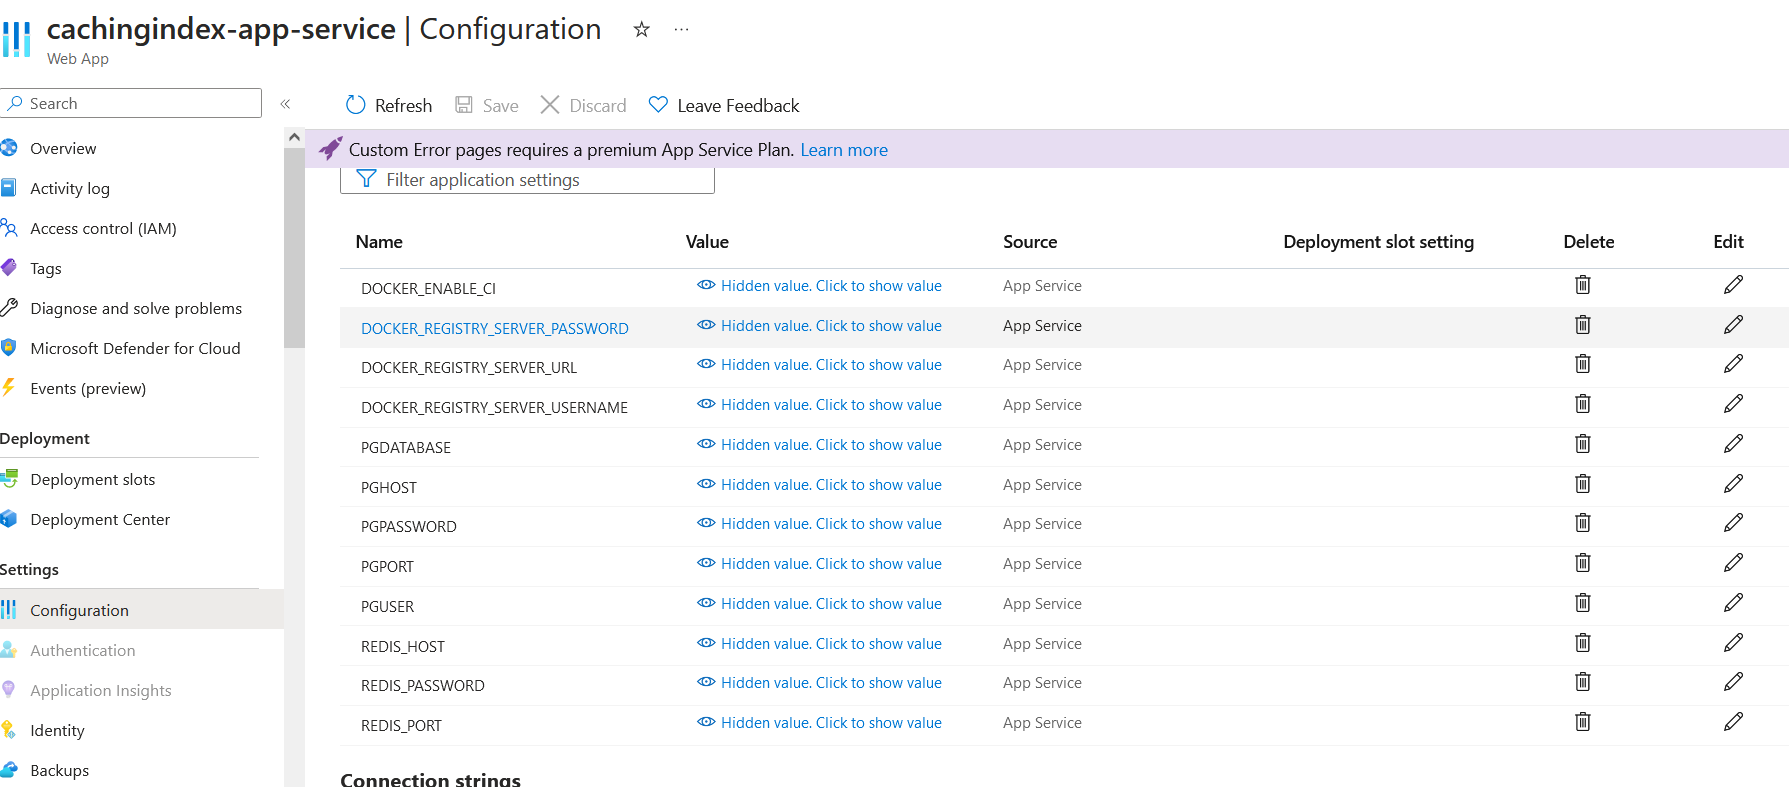 cachingindex-app-service | Configuration
Web App
Search
«
Refresh
Save
Discard
Leave Feedback
Custom Error pages requires a premium App Service Plan. Learn more
Filter application settings
Overview
Activity log
Access control (IAM)
Tags
Diagnose and solve problems
Microsoft Defender for Cloud
Events (preview)
Deployment
Deployment slots
Deployment Center
Settings
Configuration
Authentication
Application Insights
Identity
Backups
Name Value Source Deployment slot setting Delete Edit
DOCKER_ENABLE_CI Hidden value. Click to show value App Service
DOCKER_REGISTRY_SERVER_PASSWORD Hidden value. Click to show value App Service
DOCKER_REGISTRY_SERVER_URL Hidden value. Click to show value App Service
DOCKER_REGISTRY_SERVER_USERNAME Hidden value. Click to show value App Service
PGDATABASE Hidden value. Click to show value App Service
PGHOST Hidden value. Click to show value App Service
PGPASSWORD Hidden value. Click to show value App Service
PGPORT Hidden value. Click to show value App Service
PGUSER Hidden value. Click to show value App Service
REDIS_HOST Hidden value. Click to show value App Service
REDIS_PASSWORD Hidden value. Click to show value App Service
REDIS_PORT Hidden value. Click to show value App Service
Connection strings